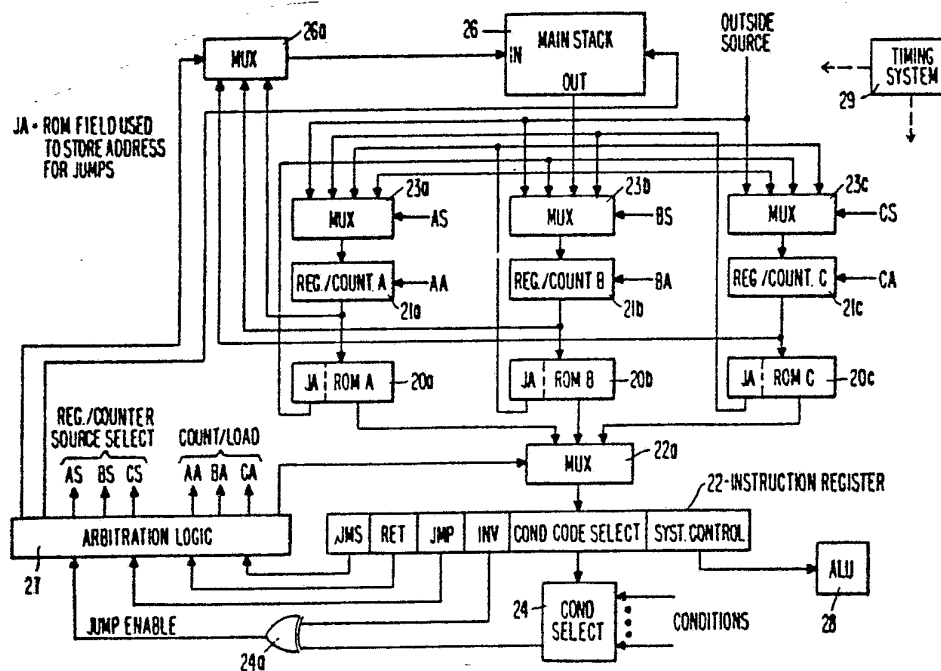 26a
MUX
26
MAIN STACK
IN
OUT
OUTSIDE
SOURCE
TIMING
SYSTEM
29
JA - ROM FIELD USED
TO STORE ADDRESS
FOR JUMPS
23a
MUX
AS
23b
MUX
BS
23c
MUX
CS
REG./COUNT. A
AA
21a
REG./COUNT B
BA
21b
REG./COUNT. C
CA
21c
JA ROM A
20a
JA ROM B
20b
JA ROM C
20c
REG./COUNTER
SOURCE SELECT
AS BS CS
COUNT/LOAD
AA BA CA
MUX
22a
22-INSTRUCTION REGISTER
ARBITRATION LOGIC
27
JMS RET JMP INV COND CODE SELECT SYST. CONTROL
ALU
28
24
COND
SELECT
CONDITIONS
JUMP ENABLE
24a